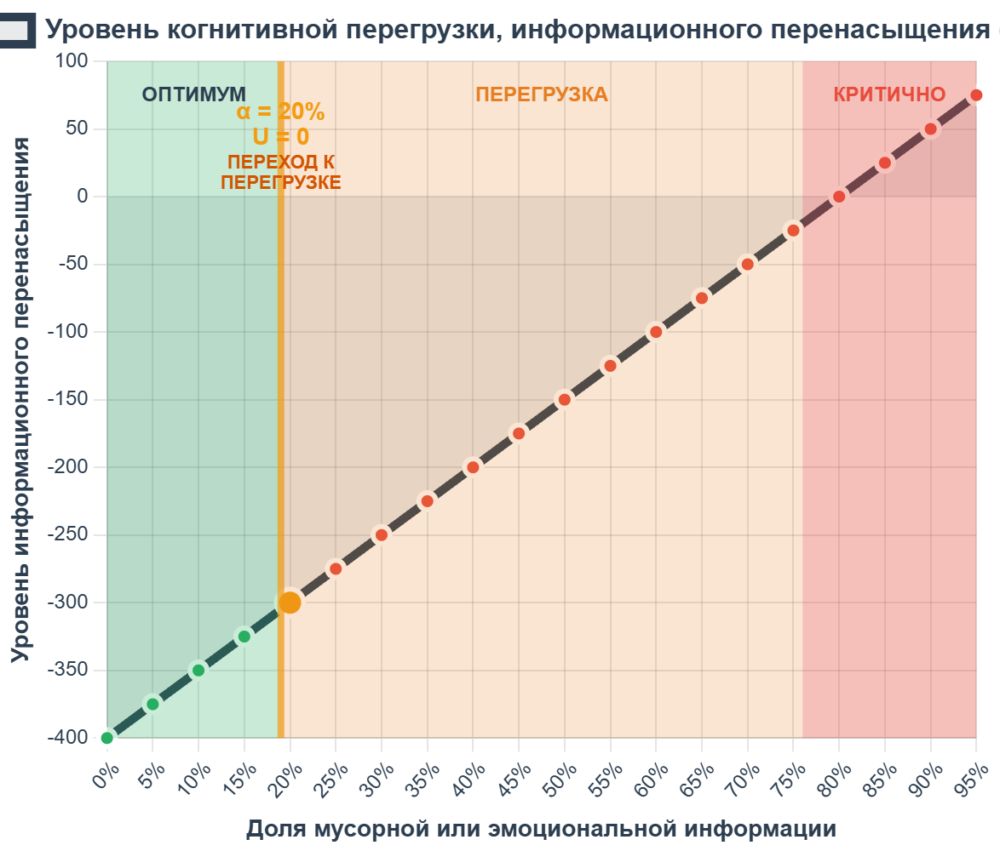 Уровень когнитивной перегрузки, информационного перенасыщения
100
50
0
-50
-100
-150
-200
-250
-300
-350
-400
Уровень информационного перенасыщения
ОПТИМУМ
ПЕРЕГРУЗКА
КРИТИЧНО
α = 20%
U = 0
ПЕРЕХОД К
ПЕРЕГРУЗКЕ
0% 5% 10% 15% 20% 25% 30% 35% 40% 45% 50% 55% 60% 65% 70% 75% 80% 85% 90% 95%
Доля мусорной или эмоциональной информации